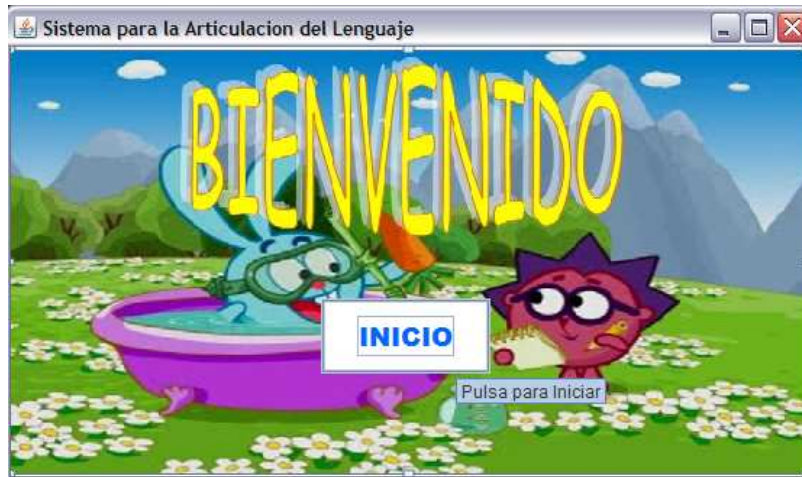 Sistema para la Articulacion del Lenguaje
BIENVENIDO
INICIO
Pulsa para Iniciar